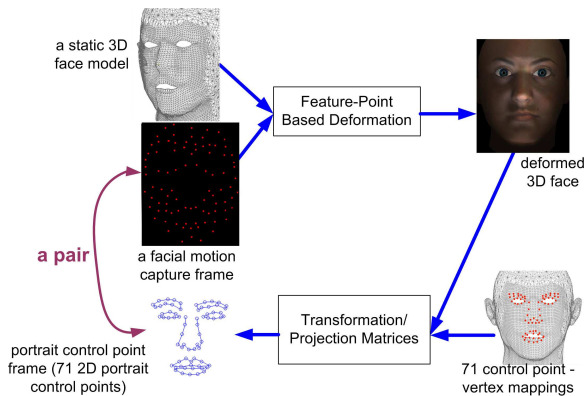 a static 3D
face model
Feature-Point
Based Deformation
deformed
3D face
a facial motion
capture frame
a pair
portrait control point
frame (71 2D portrait
control points)
Transformation/
Projection Matrices
71 control point -
vertex mappings